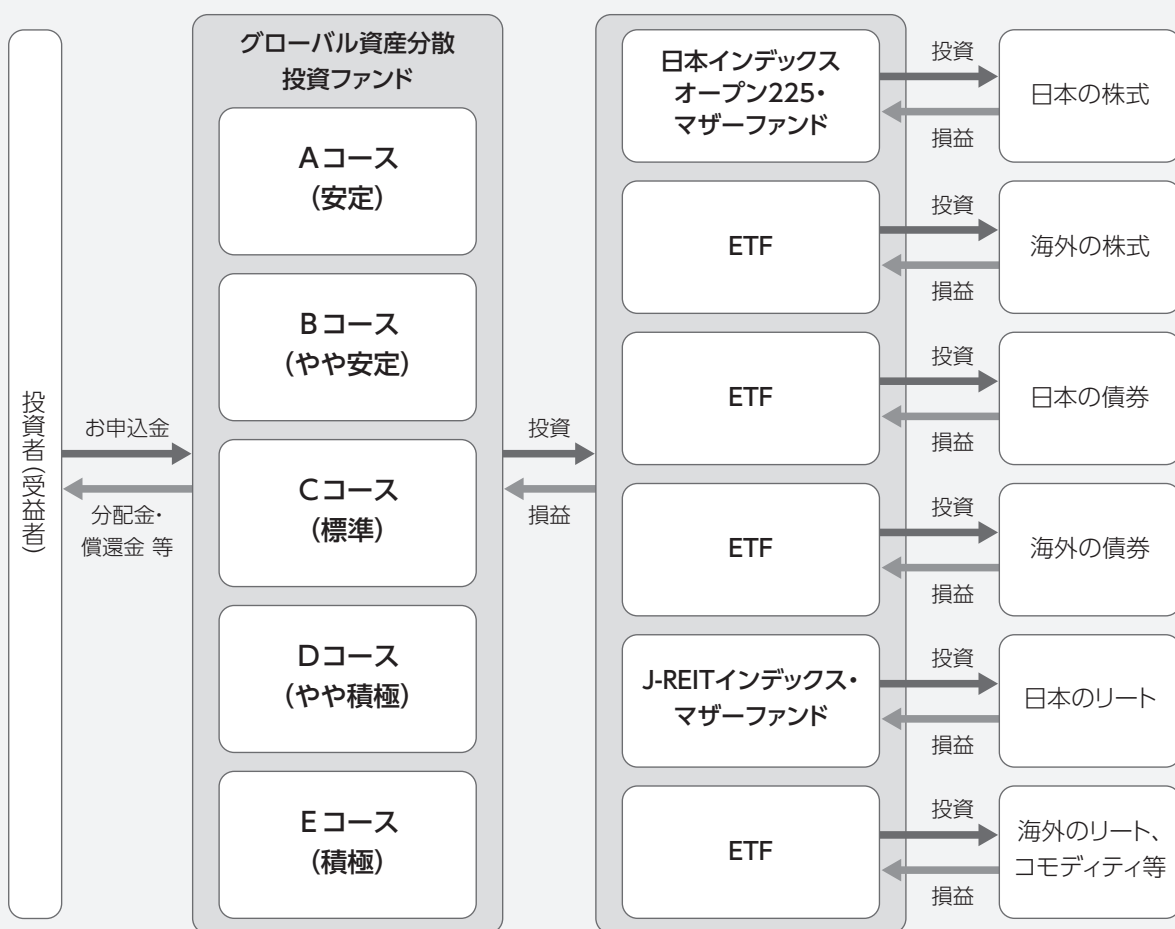 投資者(受益者)
お申込金
分配金・
償還金 等
グローバル資産分散
投資ファンド
Aコース
(安定)
Bコース
(やや安定)
Cコース
(標準)
Dコース
(やや積極)
Eコース
(積極)
投資
損益
日本インデックス
オープン225・
マザーファンド
投資
損益
日本の株式
ETF
投資
損益
海外の株式
ETF
投資
損益
日本の債券
ETF
投資
損益
海外の債券
J-REITインデックス・
マザーファンド
投資
損益
日本のリート
ETF
投資
損益
海外のリート、
コモディティ等